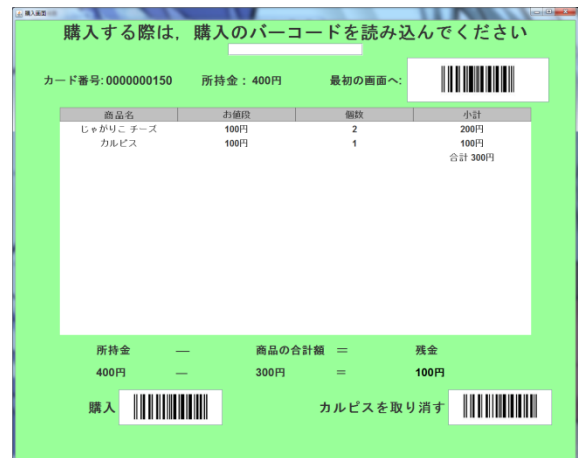 購入画面
購入する際は，購入のバーコードを読み込んでください
カード番号:0000000150 所持金：400円 最初の画面へ:
商品名 お値段 個数 小計
じゃがりこ チーズ 100円 2 200円
カルピス 100円 1 100円
合計 300円
所持金 ― 商品の合計額 ＝ 残金
400円 ― 300円 ＝ 100円
購入 カルピスを取り消す